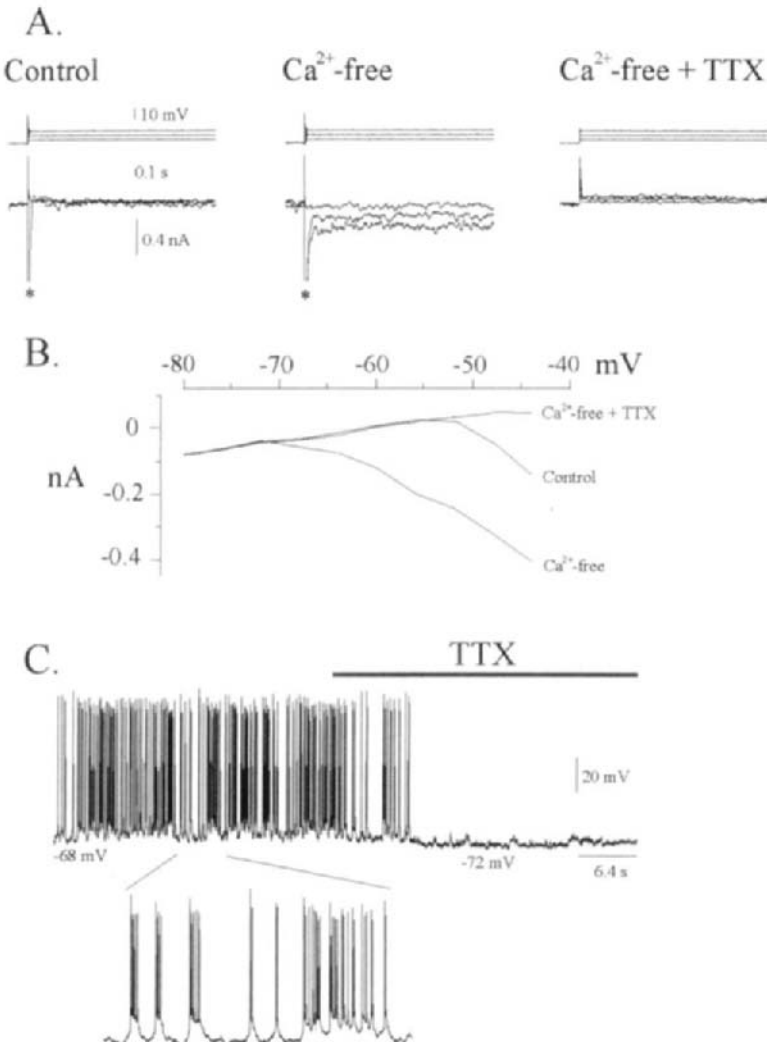 A.
Control
Ca²⁺-free
Ca²⁺-free + TTX
10 mV
0.1 s
0.4 nA
*
*
B.
-80 -70 -60 -50 -40 mV
0
nA
-0.2
-0.4
Ca²⁺-free + TTX
Control
Ca²⁺-free
C.
TTX
20 mV
-68 mV
-72 mV
6.4 s